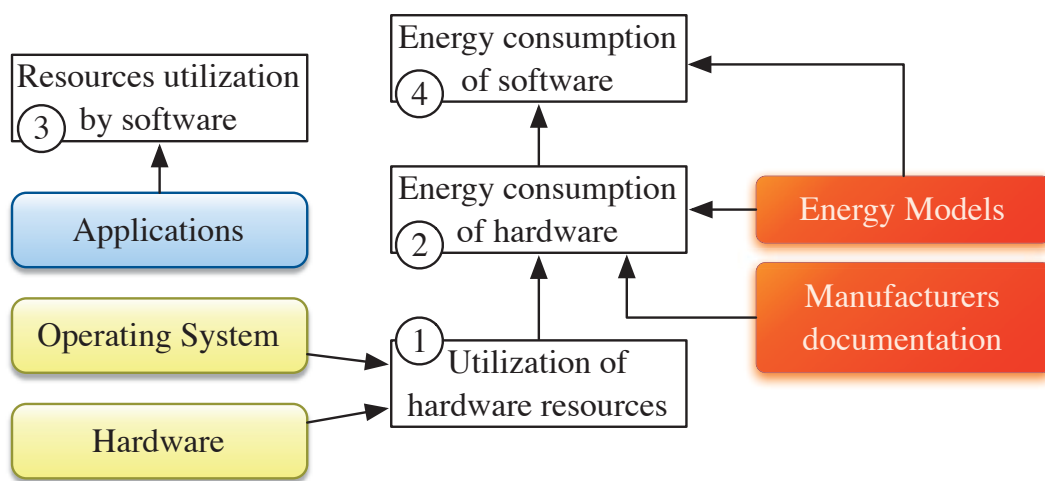 Resources utilization
by software
3
Applications
Operating System
Hardware
Energy consumption
of software
4
Energy consumption
of hardware
2
1
Utilization of
hardware resources
Energy Models
Manufacturers
documentation